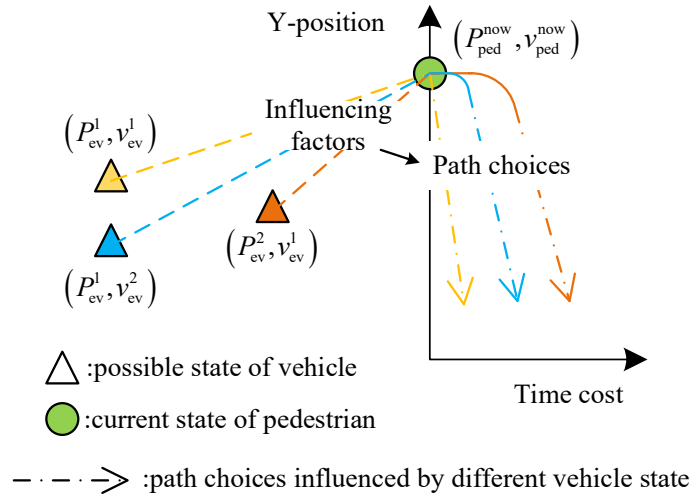 Y-position
(P_ped^now, v_ped^now)
Influencing
factors
(P_ev^1, v_ev^1)
Path choices
(P_ev^2, v_ev^1)
(P_ev^1, v_ev^2)
:possible state of vehicle
Time cost
:current state of pedestrian
:path choices influenced by different vehicle state